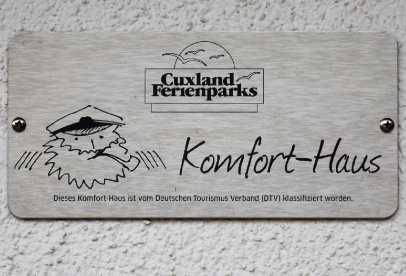 Cuxland
Ferienparks
Komfort-Haus
Dieses Komfort-Haus ist vom Deutschen Tourismus Verband (DTV) klassifiziert worden.